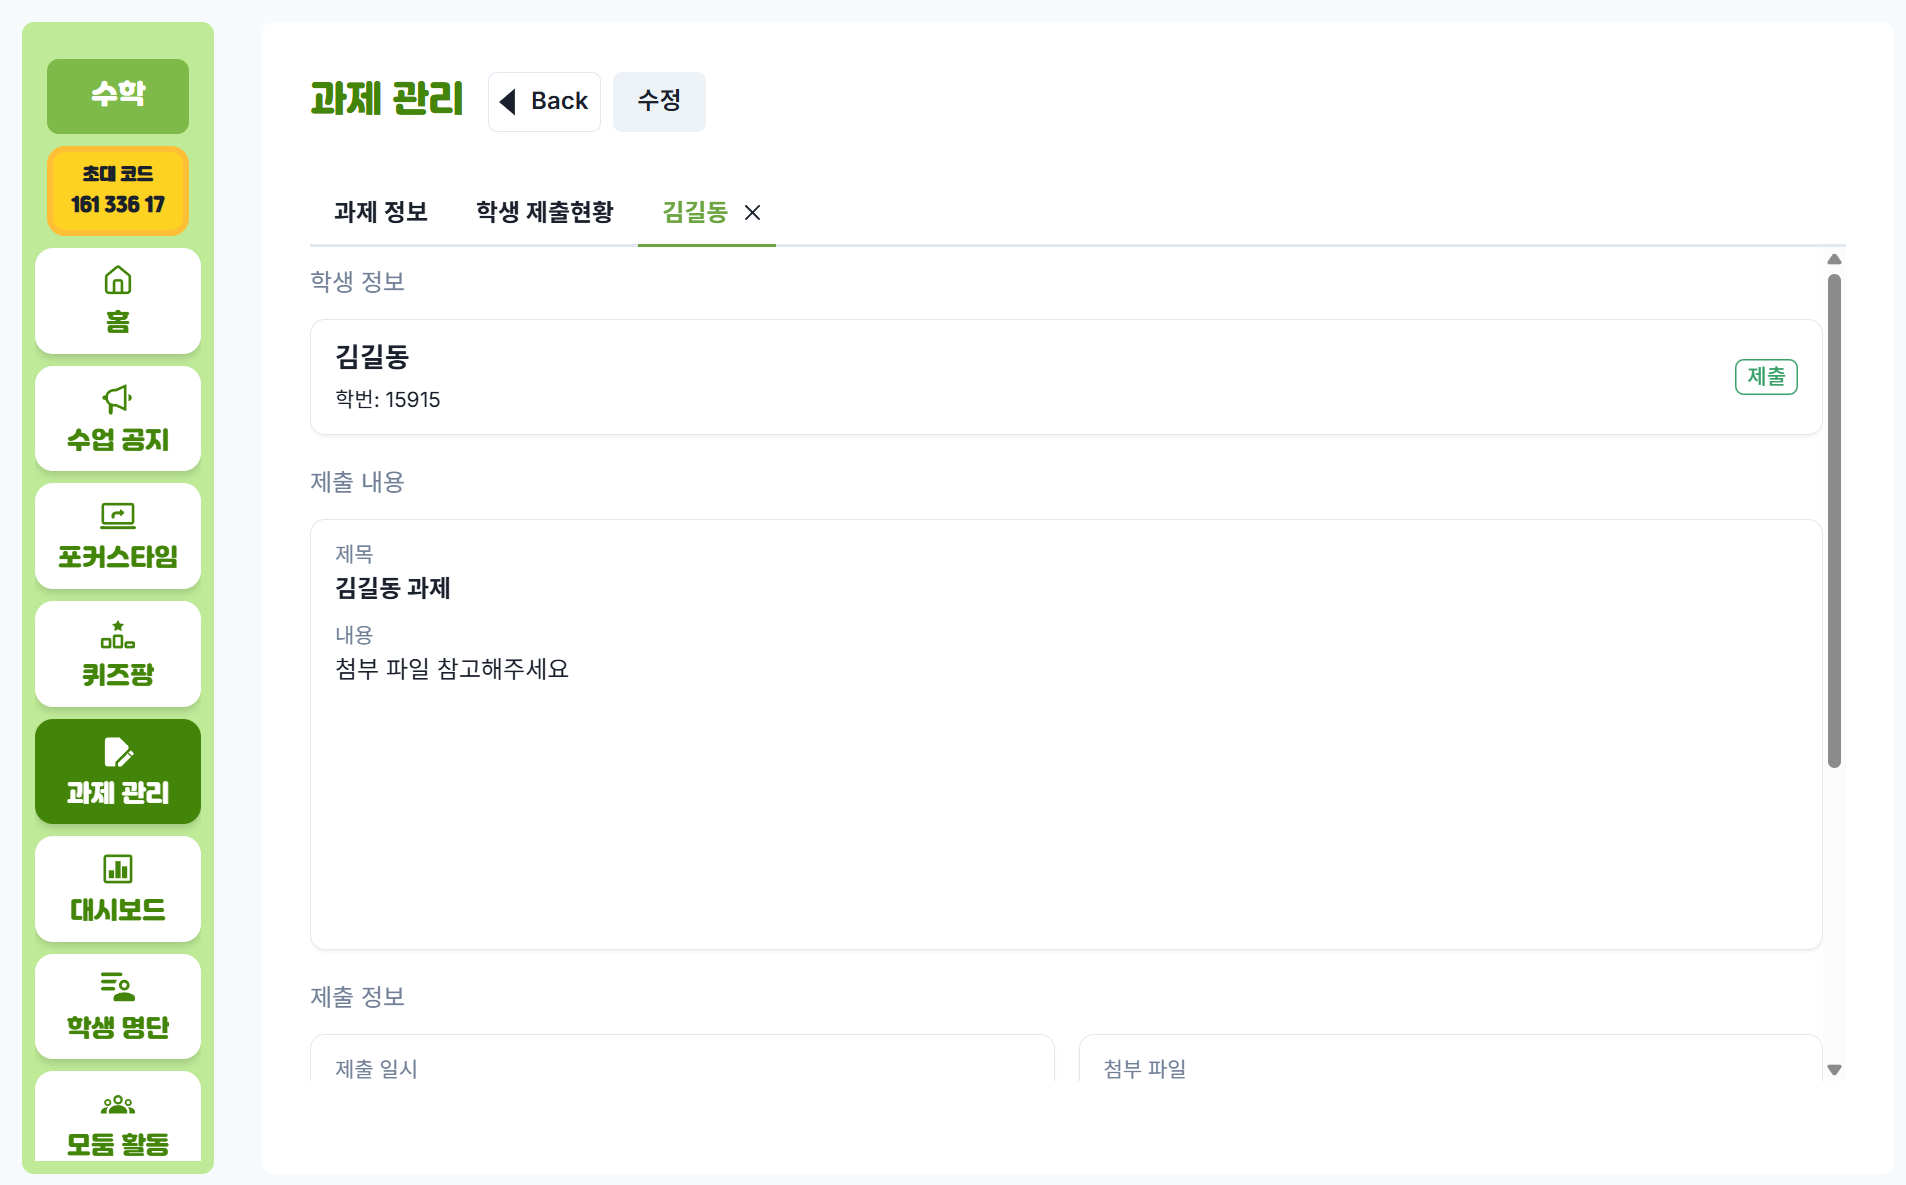 수학
초대 코드
161 336 17
홈
수업 공지
포커스타임
퀴즈팡
과제 관리
대시보드
학생 명단
모둠 활동
과제 관리
Back
수정
과제 정보
학생 제출현황
김길동
학생 정보
김길동
학번: 15915
제출
제출 내용
제목
김길동 과제
내용
첨부 파일 참고해주세요
제출 정보
제출 일시
첨부 파일